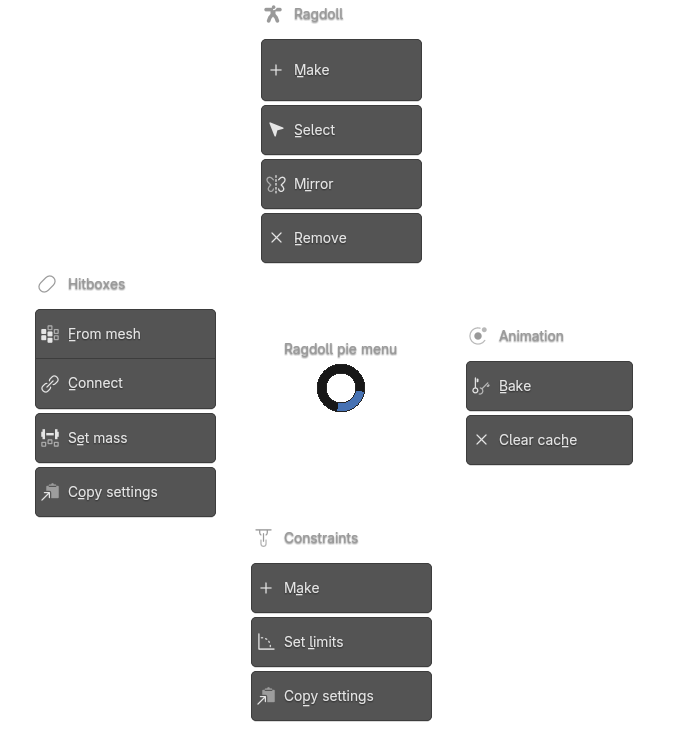 Ragdoll
Make
Select
Mirror
Remove
Hitboxes
From mesh
Connect
Set mass
Copy settings
Ragdoll pie menu
Animation
Bake
Clear cache
Constraints
Make
Set limits
Copy settings